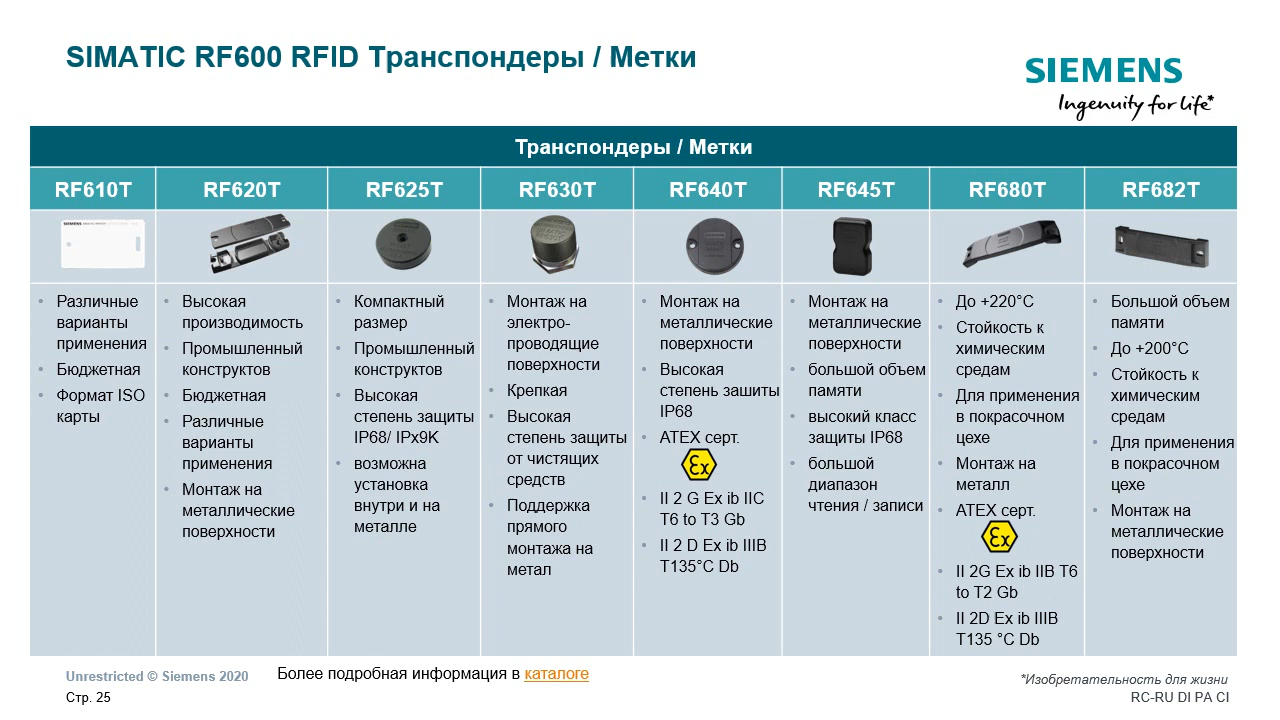 SIMATIC RF600 RFID Транспондеры / Метки
SIEMENS
Ingenuity for life*
Транспондеры / Метки
RF610T
RF620T
RF625T
RF630T
RF640T
RF645T
RF680T
RF682T
SIEMENS
• Различные
варианты
применения
• Бюджетная
• Формат ISO
карты
• Высокая
производимость
• Промышленный
конструктов
• Бюджетная
• Различные
варианты
применения
• Монтаж на
металлические
поверхности
• Компактный
размер
• Промышленный
конструктов
• Высокая
степень защиты
IP68/ IPx9K
• возможна
установка
внутри и на
металле
• Монтаж на
электро-
проводящие
поверхности
• Крепкая
• Высокая
степень защиты
от чистящих
средств
• Поддержка
прямого
монтажа на
метал
• Монтаж на
металлические
поверхности
• Высокая
степень зашиты
IP68
• ATEX серт.
Ex
• II 2 G Ex ib IIC
T6 to T3 Gb
• II 2 D Ex ib IIIB
T135°C Db
• Монтаж на
металлические
поверхности
• большой объем
памяти
• высокий класс
защиты IP68
• большой
диапазон
чтения / записи
• До +220°C
• Стойкость к
химическим
средам
• Для применения
в покрасочном
цехе
• Монтаж на
металл
• ATEX серт.
Ex
• II 2G Ex ib IIB T6
to T2 Gb
• II 2D Ex ib IIIB
T135 °C Db
• Большой объем
памяти
• До +200°C
• Стойкость к
химическим
средам
• Для применения
в покрасочном
цехе
• Монтаж на
металлические
поверхности
Unrestricted © Siemens 2020
Более подробная информация в каталоге
*Изобретательность для жизни
Стр. 25
RC-RU DI PA CI